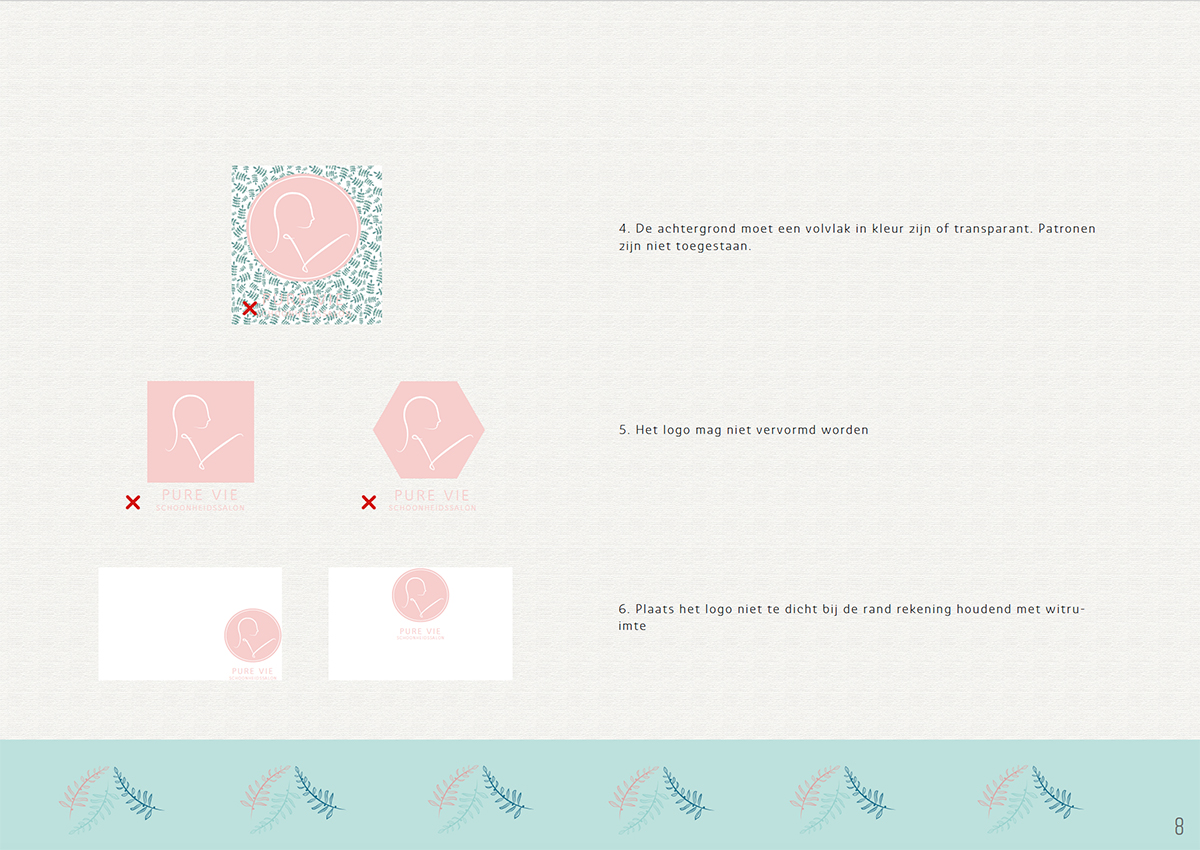 4. De achtergrond moet een volvlak in kleur zijn of transparant. Patronen
zijn niet toegestaan.
PURE VIE
SCHOONHEIDSSALON
PURE VIE
SCHOONHEIDSSALON
5. Het logo mag niet vervormd worden
PURE VIE
SCHOONHEIDSSALON
PURE VIE
SCHOONHEIDSSALON
6. Plaats het logo niet te dicht bij de rand rekening houdend met witru-
imte
8